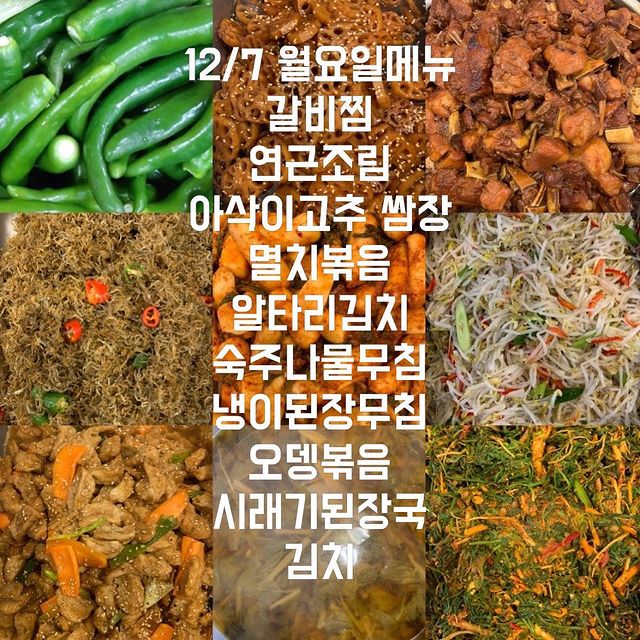 12/7 월요일메뉴
갈비찜
연근조림
아삭이고추 쌈장
멸치볶음
알타리김치
숙주나물무침
냉이된장무침
오뎅볶음
시래기된장국
김치